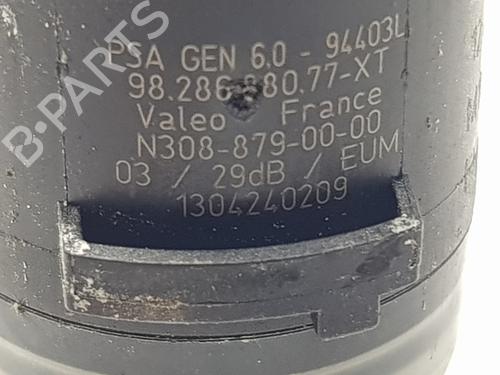 PSA GEN 6.0 - 94403L
98.286 880.77-XT
Valeo France
N308-879-00-00
03 / 29dB / EUM
1304240209
B-PARTS